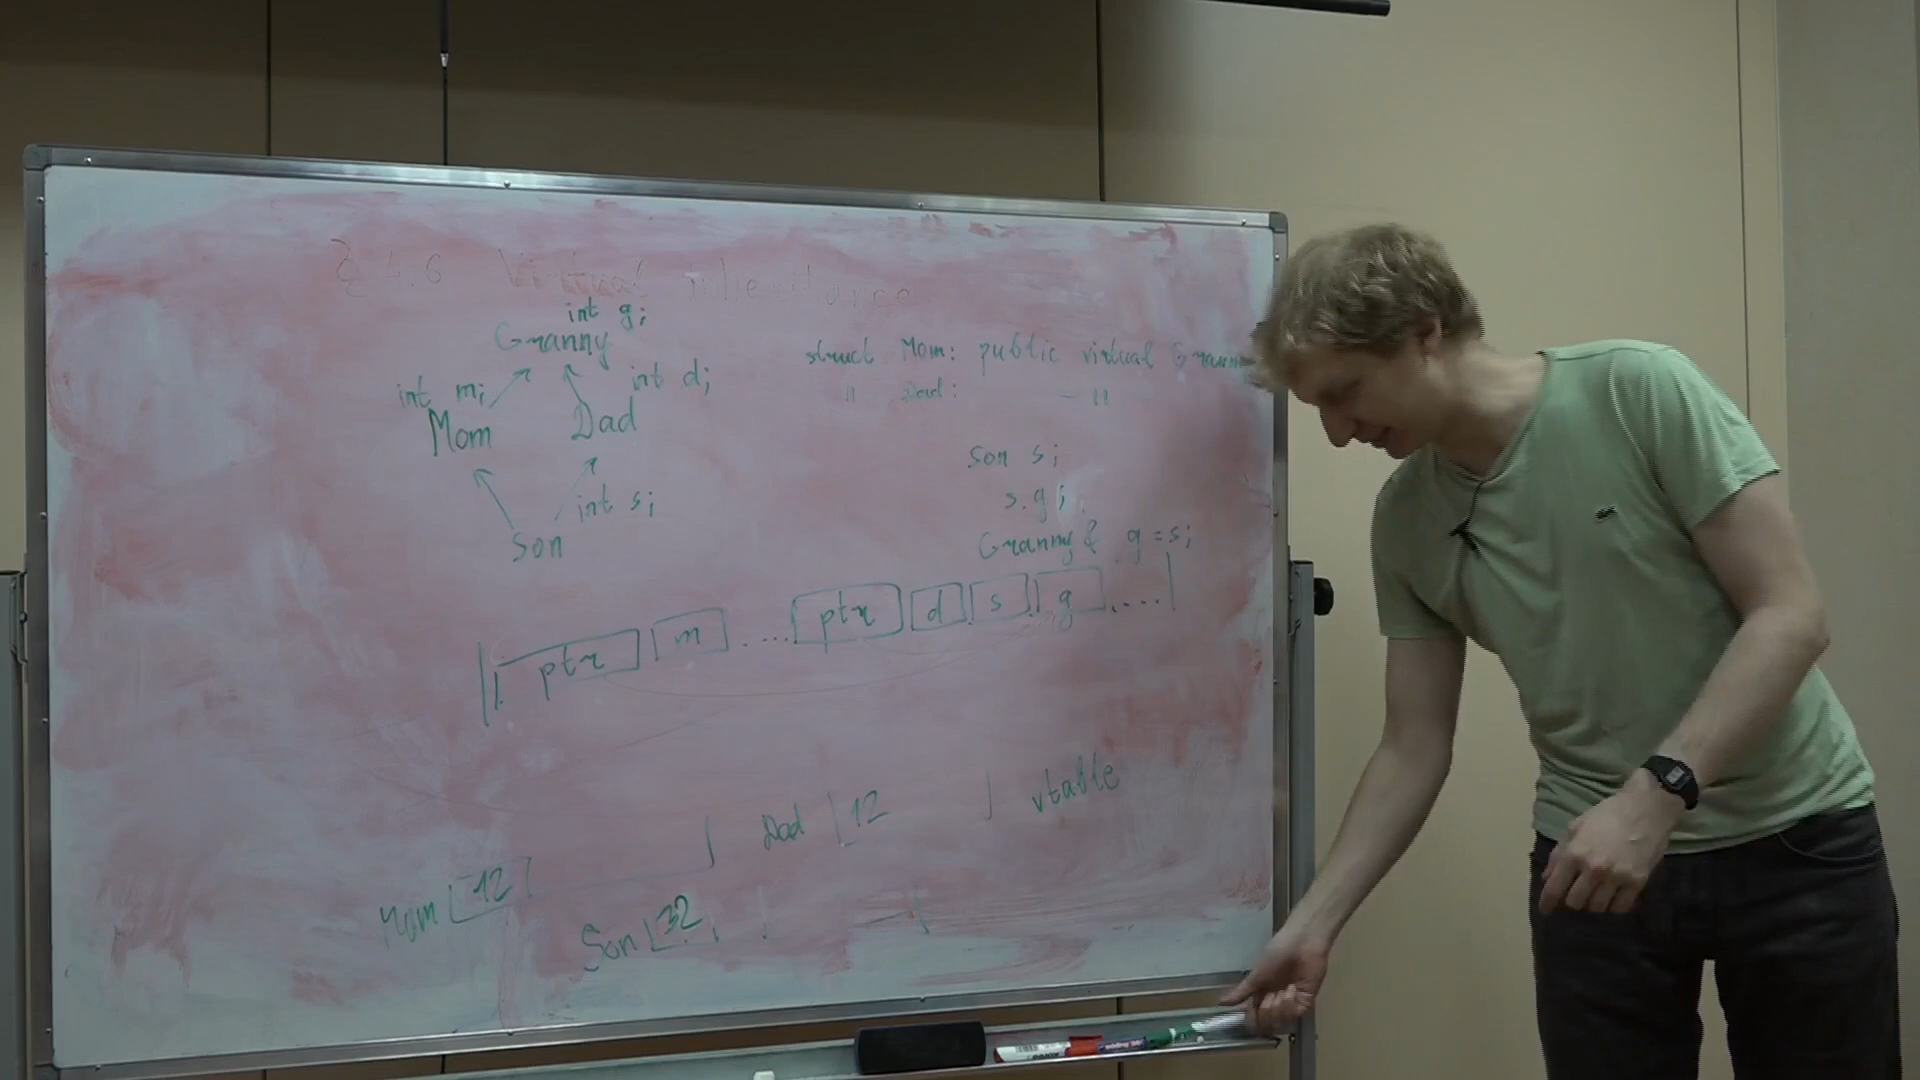 § 4.6 Virtual inheritance
int g;
Granny
int m; int d;
Mom Dad
int s;
Son
struct Mom: public virtual Granny
" Dad: —"
Son s;
s.g;
Granny& g = s;
ptr m .... ptr d s g ....
Mom 12 Dad 12 vtable
Son 32